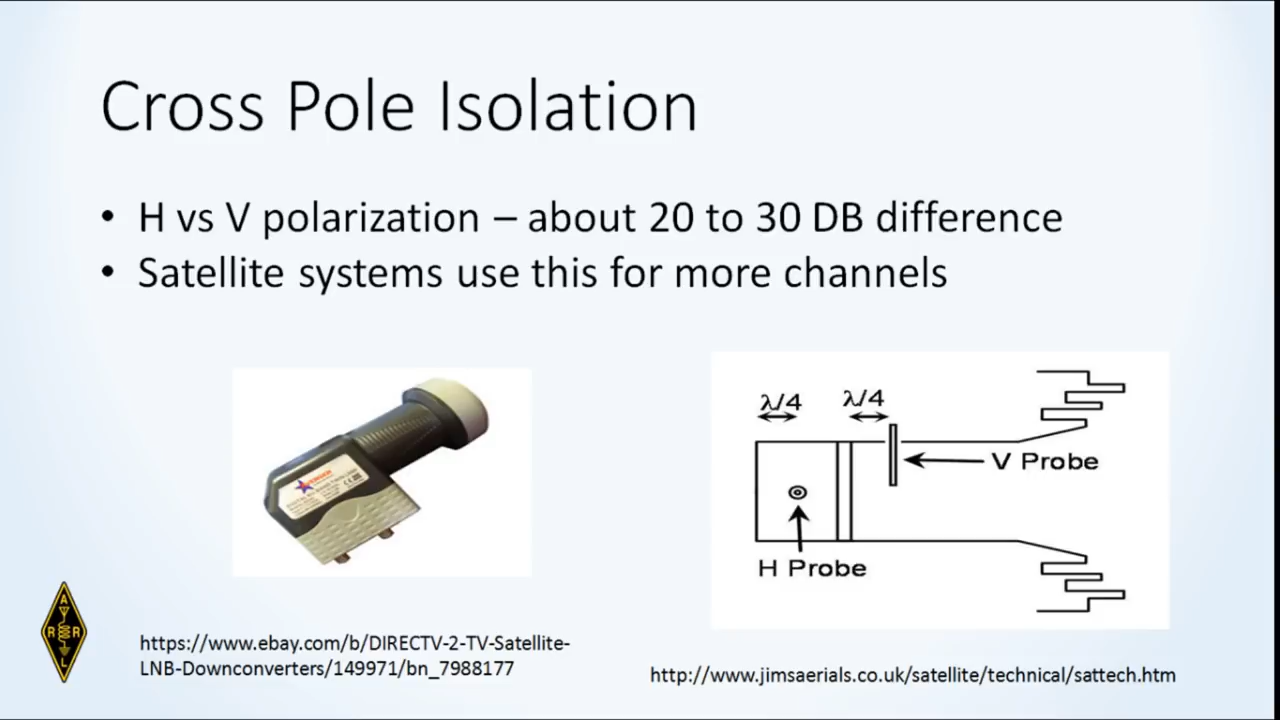 Cross Pole Isolation
• H vs V polarization – about 20 to 30 DB difference
• Satellite systems use this for more channels
λ/4
λ/4
V Probe
H Probe
A
R R
L
https://www.ebay.com/b/DIRECTV-2-TV-Satellite-
LNB-Downconverters/149971/bn_7988177
http://www.jimsaerials.co.uk/satellite/technical/sattech.htm